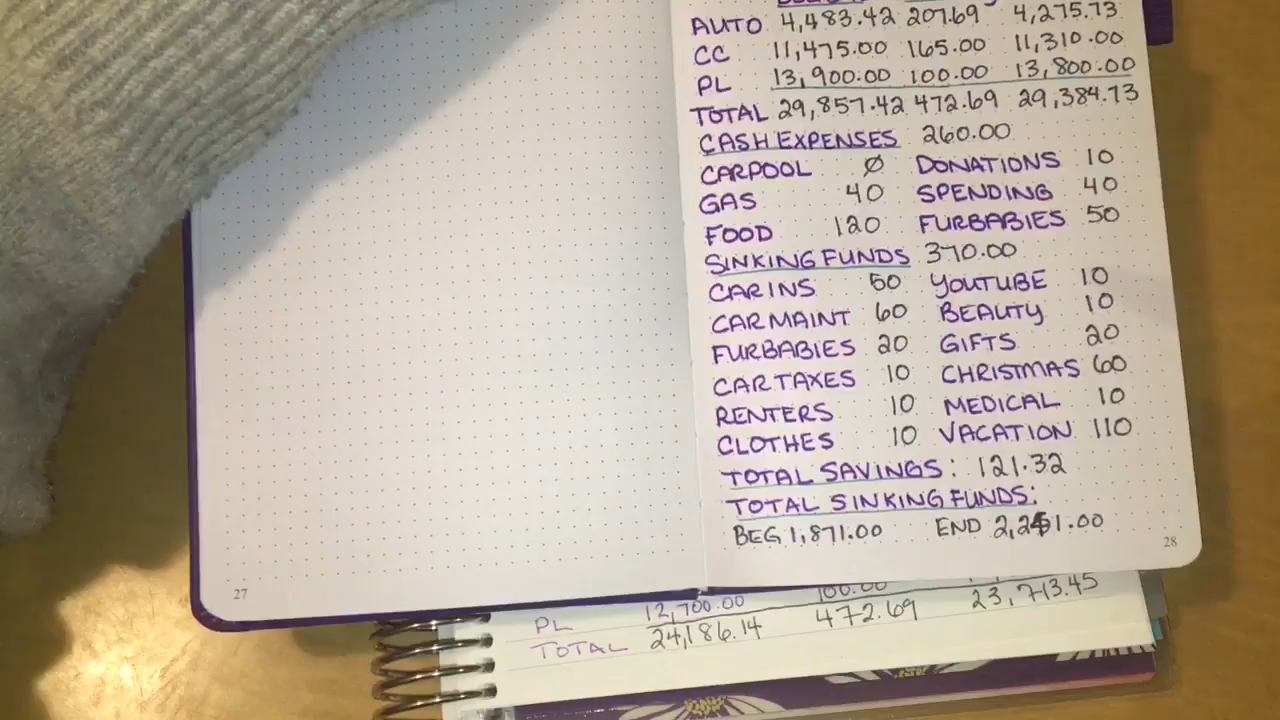 AUTO 4,483.42 207.69 4,275.73
CC 11,475.00 165.00 11,310.00
PL 13,900.00 100.00 13,800.00
TOTAL 29,857.42 472.69 29,384.73
CASH EXPENSES 260.00
CARPOOL Ø DONATIONS 10
GAS 40 SPENDING 40
FOOD 120 FURBABIES 50
SINKING FUNDS 370.00
CAR INS 50 YOUTUBE 10
CAR MAINT 60 BEAUTY 10
FURBABIES 20 GIFTS 20
CAR TAXES 10 CHRISTMAS 60
RENTERS 10 MEDICAL 10
CLOTHES 10 VACATION 110
TOTAL SAVINGS: 121.32
TOTAL SINKING FUNDS:
BEG 1,871.00 END
27
28
PL 12,700.00 100.00
TOTAL 24,186.14 472.69 23,713.45